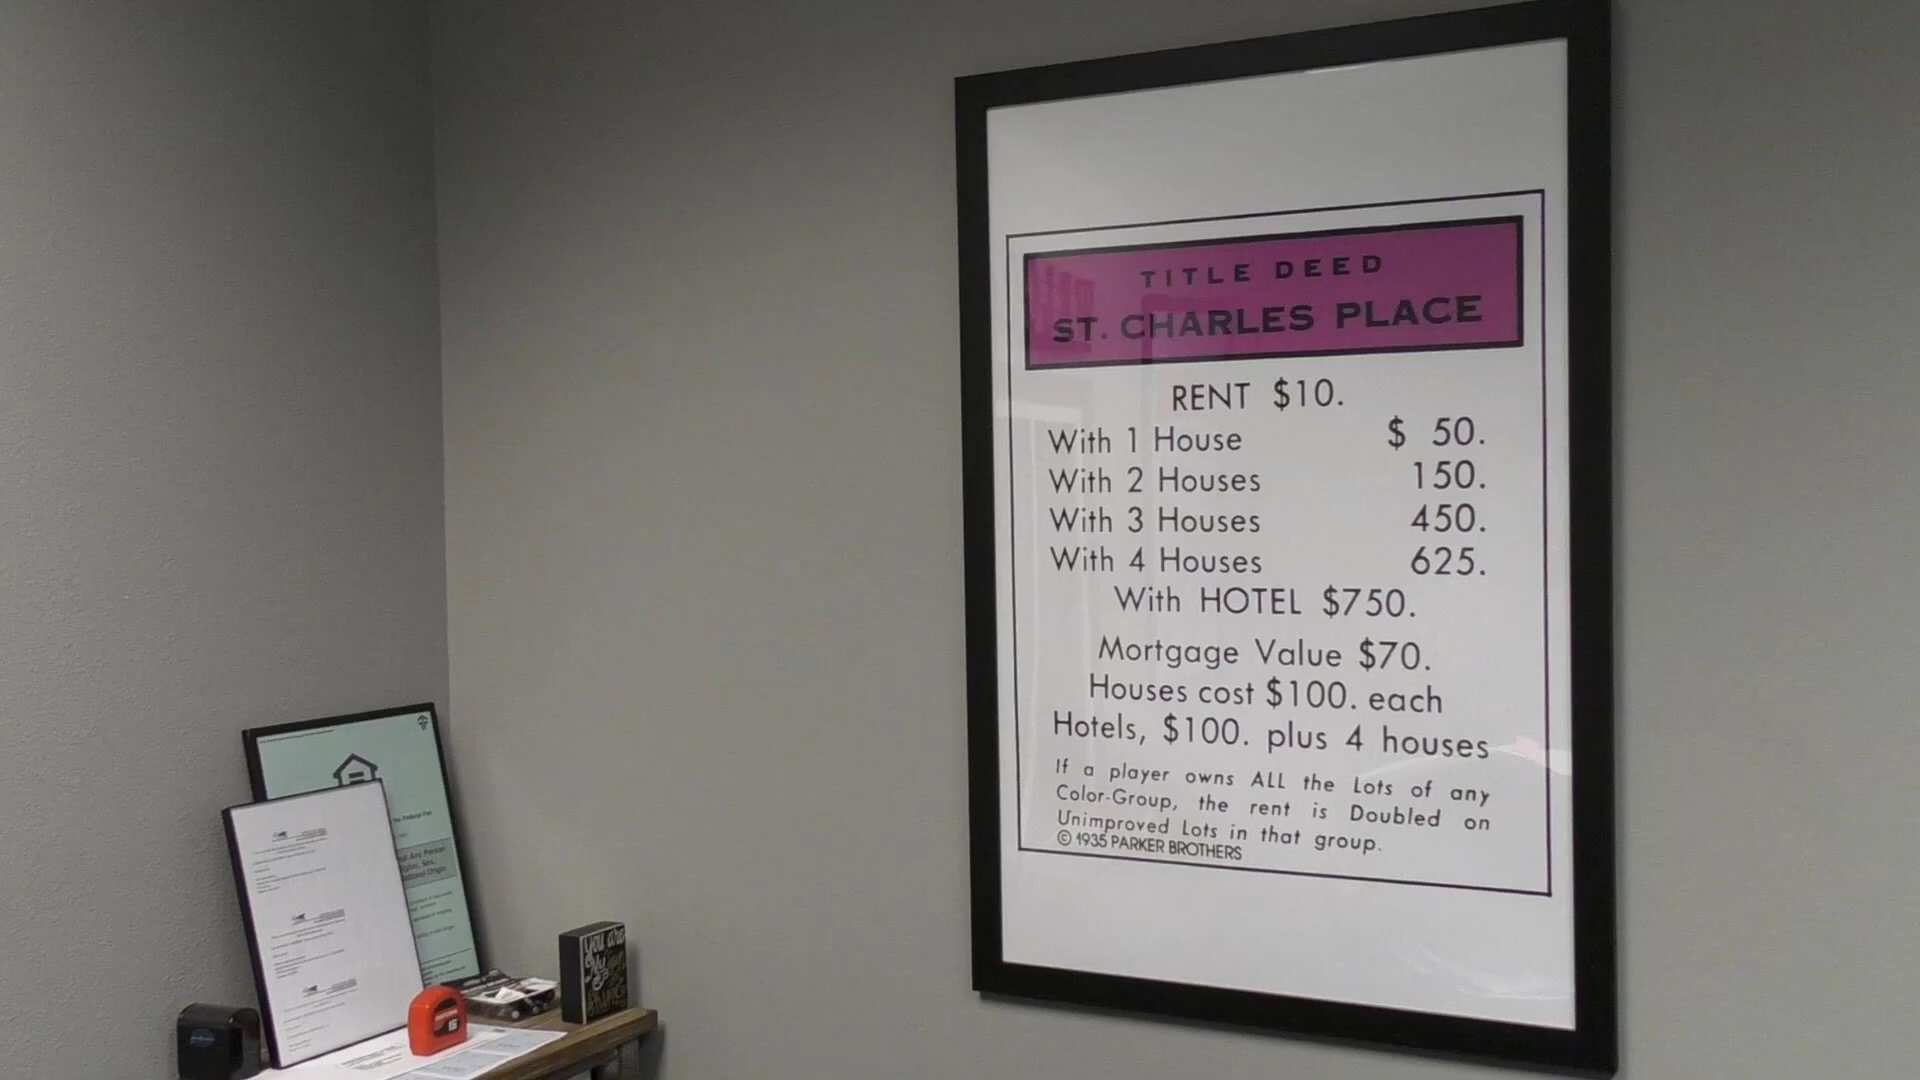 TITLE DEED
ST. CHARLES PLACE
RENT $10.
With 1 House $ 50.
With 2 Houses 150.
With 3 Houses 450.
With 4 Houses 625.
With HOTEL $750.
Mortgage Value $70.
Houses cost $100. each
Hotels, $100. plus 4 houses
If a player owns ALL the Lots of any
Color-Group, the rent is Doubled on
Unimproved Lots in that group.
© 1935 PARKER BROTHERS
You are
My